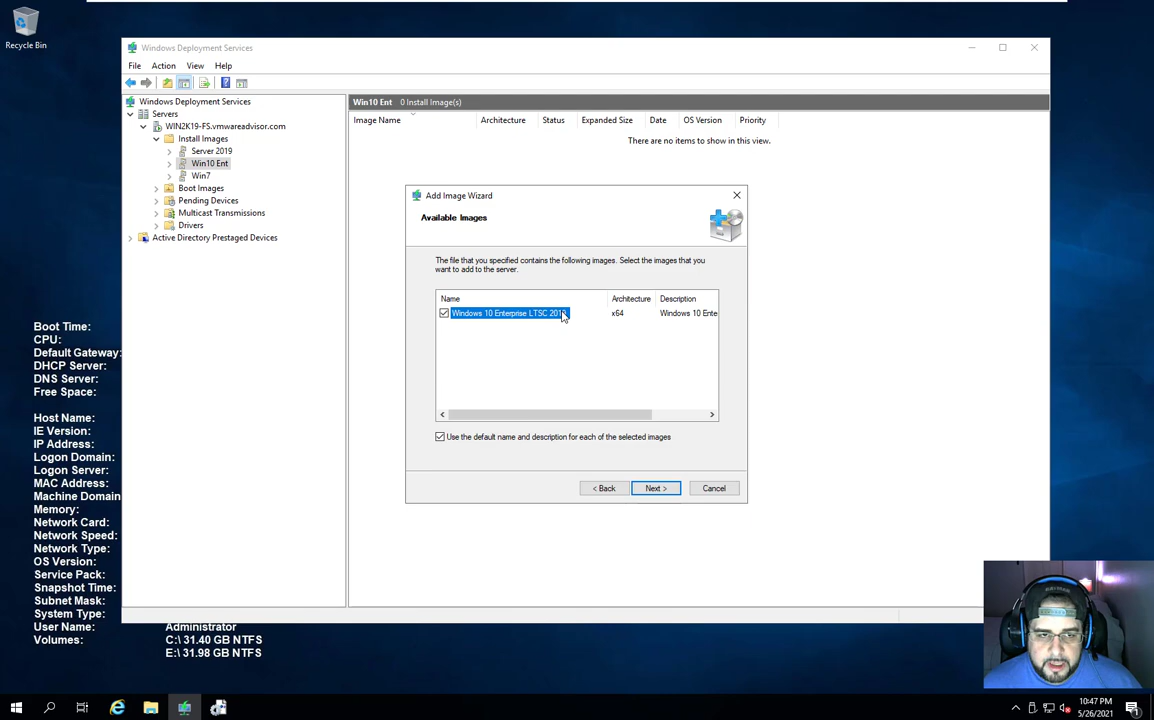 Recycle Bin
Windows Deployment Services
File Action View Help
Windows Deployment Services
Servers
WIN2K19-FS.vmwareadvisor.com
Install Images
Server 2019
Win10 Ent
Win7
Boot Images
Pending Devices
Multicast Transmissions
Drivers
Active Directory Prestaged Devices
Win10 Ent 0 Install Image(s)
Image Name Architecture Status Expanded Size Date OS Version Priority
There are no items to show in this view.
Add Image Wizard
Available Images
The file that you specified contains the following images. Select the images that you
want to add to the server.
Name Architecture Description
Windows 10 Enterprise LTSC x64 Windows 10 Ente
Use the default name and description for each of the selected images
< Back Next > Cancel
Boot Time:
CPU:
Default Gateway:
DHCP Server:
DNS Server:
Free Space:
Host Name:
IE Version:
IP Address:
Logon Domain:
Logon Server:
MAC Address:
Machine Domain
Memory:
Network Card:
Network Speed:
Network Type:
OS Version:
Service Pack:
Snapshot Time:
Subnet Mask:
System Type:
User Name: Administrator
Volumes: C:\ 31.40 GB NTFS
E:\ 31.98 GB NTFS
10:47 PM
5/26/2021
1